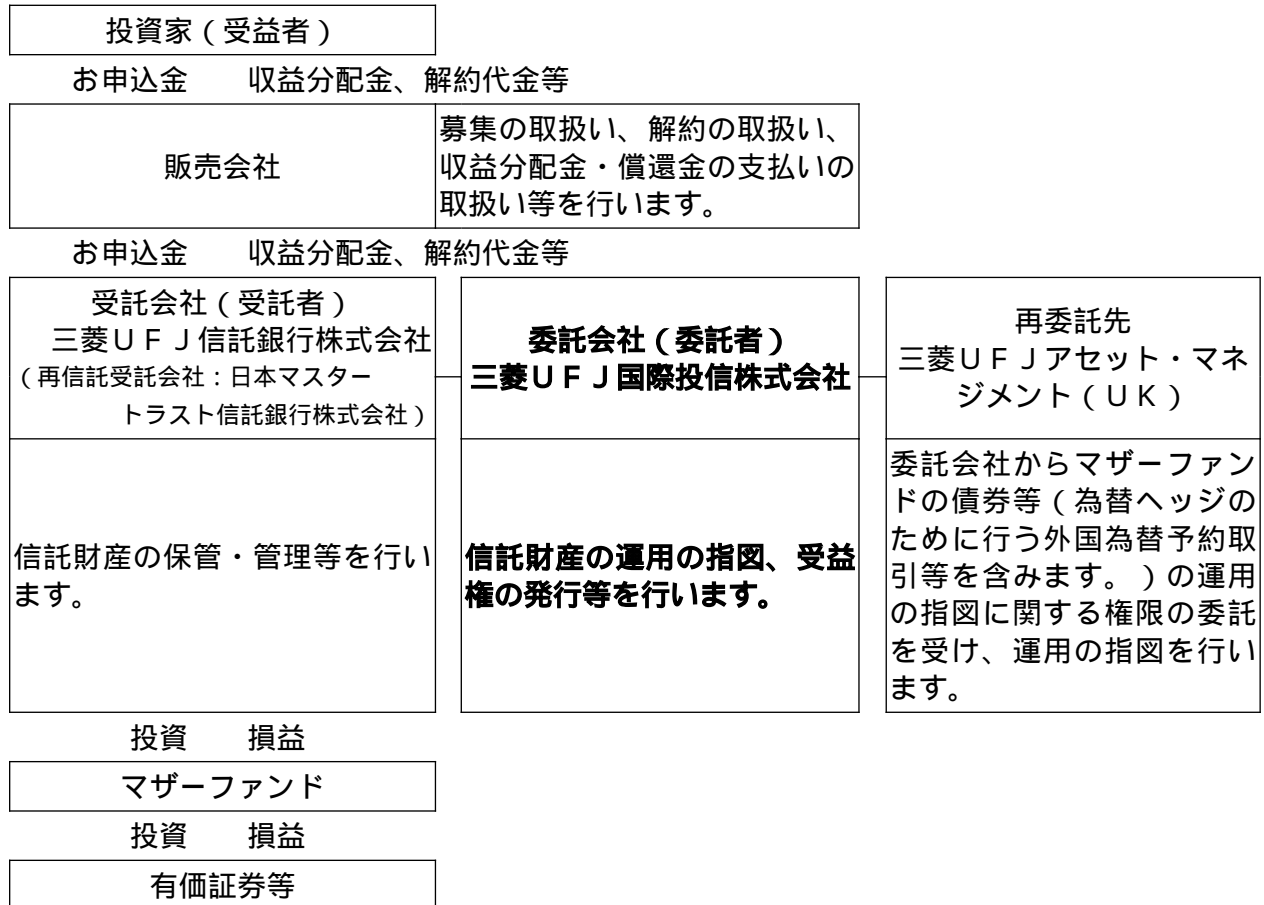 投資家（受益者）
お申込金　　収益分配金、解約代金等
販売会社
募集の取扱い、解約の取扱い、
収益分配金・償還金の支払いの
取扱い等を行います。
お申込金　　収益分配金、解約代金等
受託会社（受託者）
三菱ＵＦＪ信託銀行株式会社
（再信託受託会社：日本マスター
トラスト信託銀行株式会社）
委託会社（委託者）
三菱ＵＦＪ国際投信株式会社
再委託先
三菱ＵＦＪアセット・マネ
ジメント（ＵＫ）
信託財産の保管・管理等を行い
ます。
信託財産の運用の指図、受益
権の発行等を行います。
委託会社からマザーファン
ドの債券等（為替ヘッジの
ために行う外国為替予約取
引等を含みます。）の運用
の指図に関する権限の委託
を受け、運用の指図を行い
ます。
投資　　損益
マザーファンド
投資　　損益
有価証券等